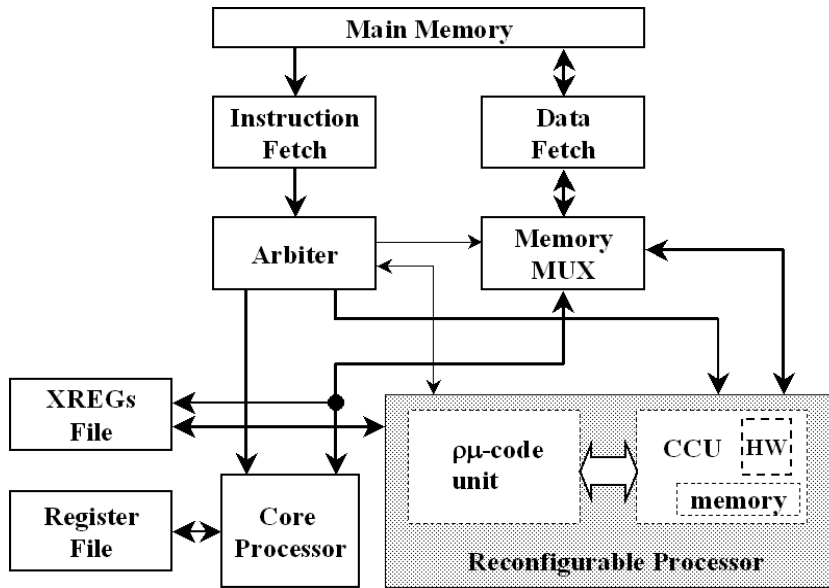 Main Memory
Instruction
Fetch
Data
Fetch
Arbiter
Memory
MUX
XREGs
File
ρμ-code
unit
CCU
HW
memory
Register
File
Core
Processor
Reconfigurable Processor